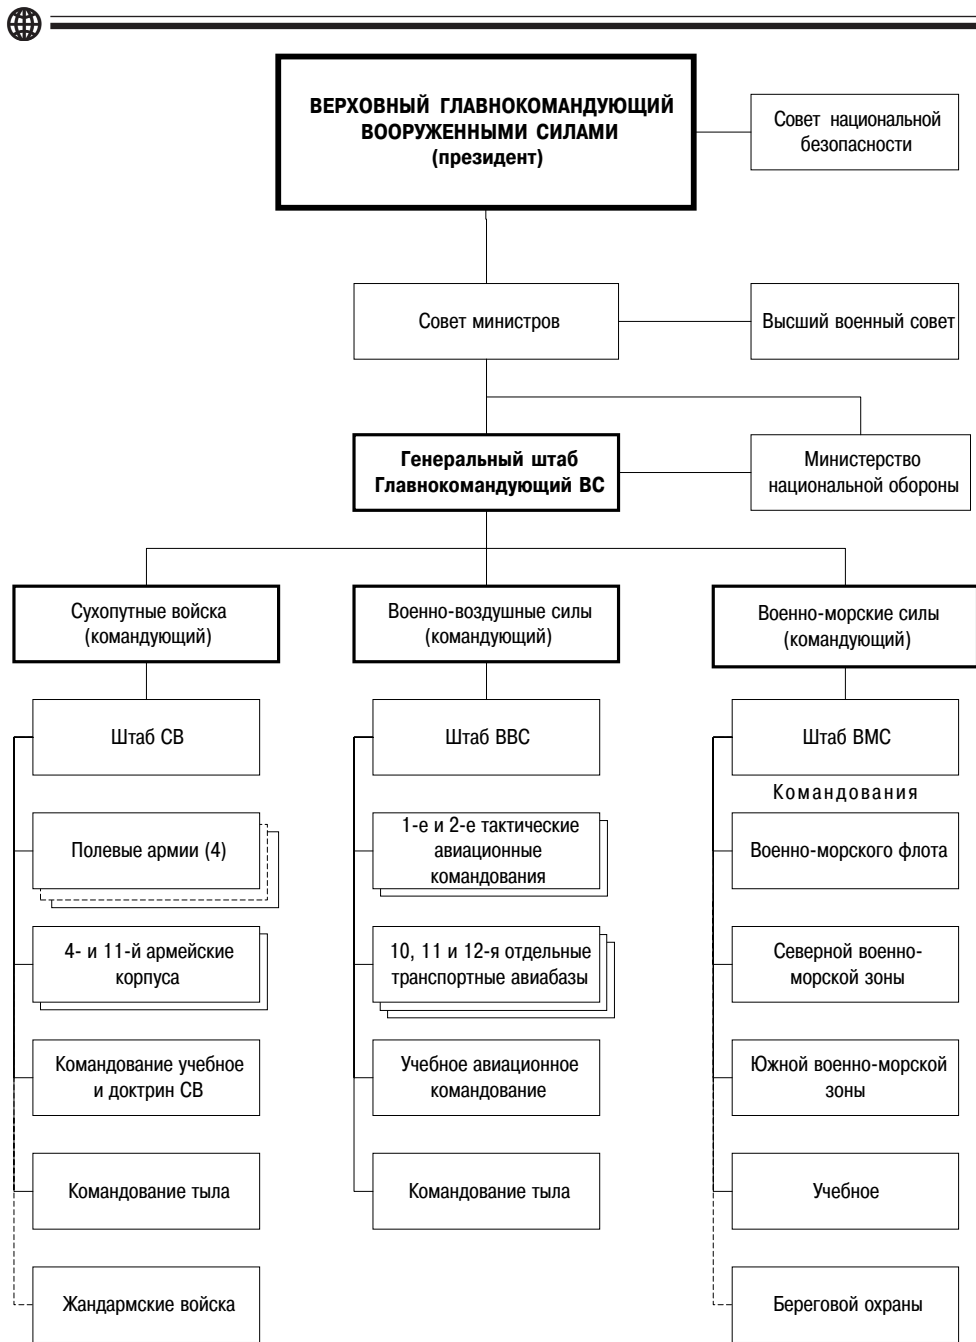 ВЕРХОВНЫЙ ГЛАВНОКОМАНДУЮЩИЙ
ВООРУЖЕННЫМИ СИЛАМИ
(президент)
Совет национальной
безопасности
Совет министров
Высший военный совет
Генеральный штаб
Главнокомандующий ВС
Министерство
национальной обороны
Сухопутные войска
(командующий)
Военно-воздушные силы
(командующий)
Военно-морские силы
(командующий)
Штаб СВ
Штаб ВВС
Штаб ВМС
Командования
Полевые армии (4)
1-е и 2-е тактические
авиационные
командования
Военно-морского флота
4- и 11-й армейские
корпуса
10, 11 и 12-я отдельные
транспортные авиабазы
Северной военно-
морской зоны
Командование учебное
и доктрин СВ
Учебное авиационное
командование
Южной военно-морской
зоны
Командование тыла
Командование тыла
Учебное
Жандармские войска
Береговой охраны